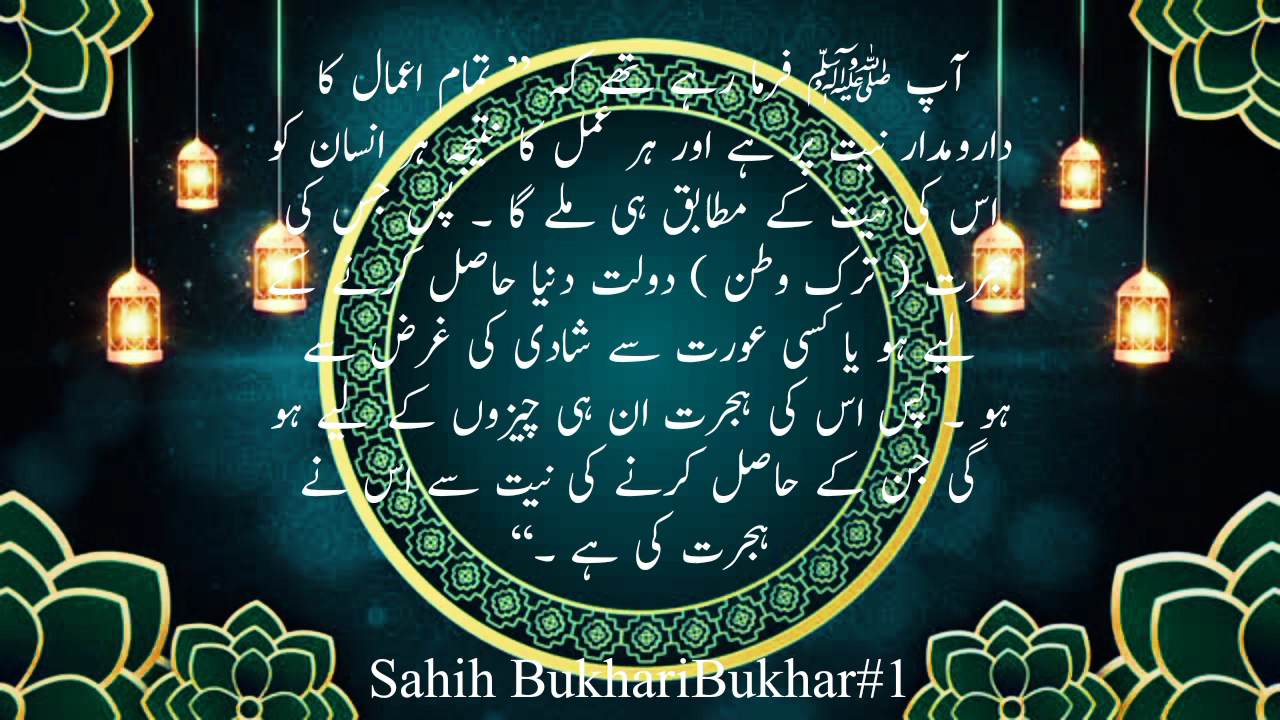 آپ ﷺ فرما رہے تھے کہ ” تمام اعمال کا
دارومدار نیت پر ہے اور ہر عمل کا نتیجہ ہر انسان کو
اس کی نیت کے مطابق ہی ملے گا ۔ پس جس کی
ہجرت ( ترک وطن ) دولت دنیا حاصل کرنے کے
لیے ہو یا کسی عورت سے شادی کی غرض سے
ہو ۔ پس اس کی ہجرت ان ہی چیزوں کے لیے ہو
گی جن کے حاصل کرنے کی نیت سے اس نے
ہجرت کی ہے ۔“
Sahih BukhariBukhar#1